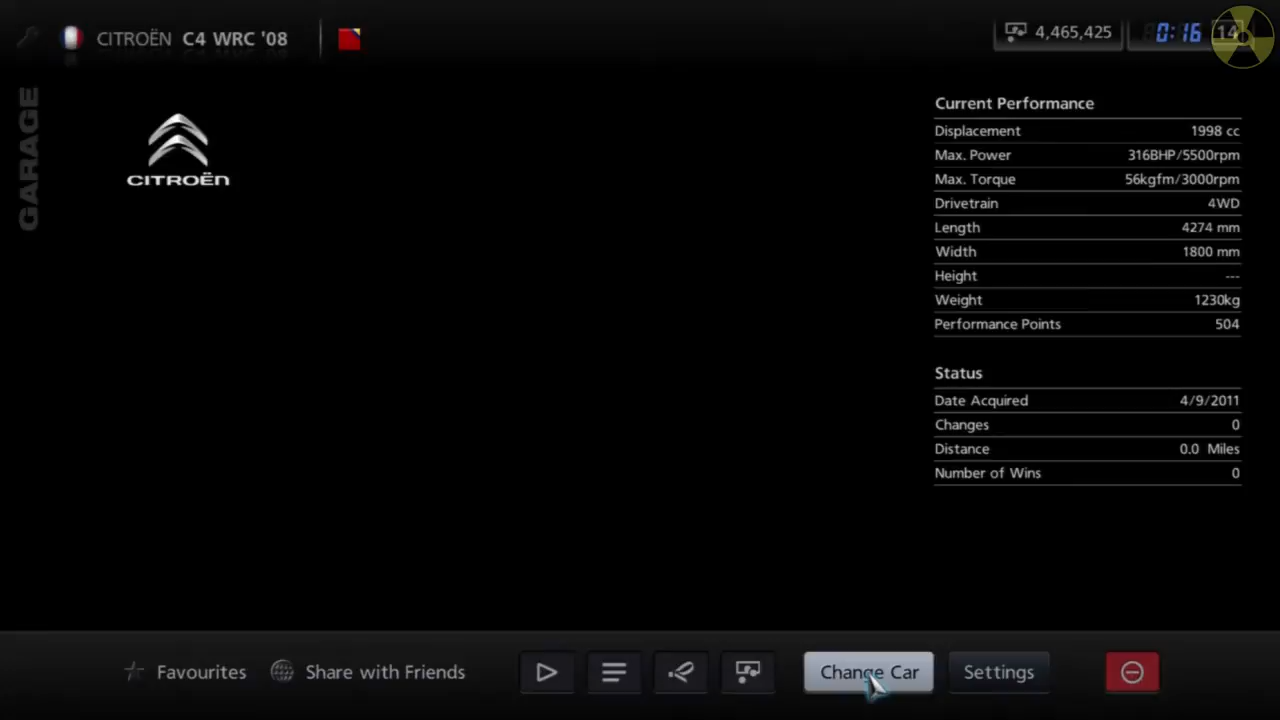 CITROËN C4 WRC '08
4,465,425
0:16
14
GARAGE
CITROËN
Current Performance
Displacement 1998 cc
Max. Power 316BHP/5500rpm
Max. Torque 56kgfm/3000rpm
Drivetrain 4WD
Length 4274 mm
Width 1800 mm
Height ---
Weight 1230kg
Performance Points 504
Status
Date Acquired 4/9/2011
Changes 0
Distance 0.0 Miles
Number of Wins 0
Favourites
Share with Friends
Change Car
Settings